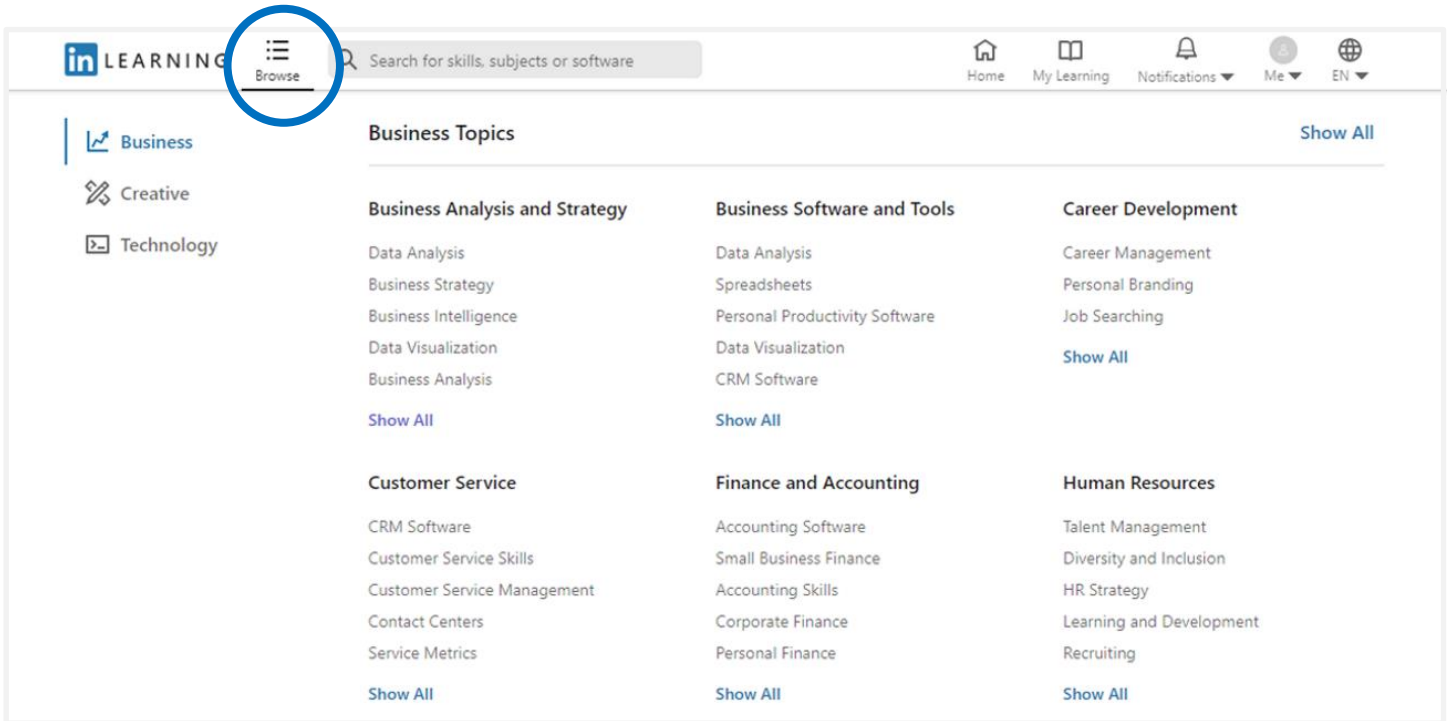 in LEARNING
Browse
Search for skills, subjects or software
Home
My Learning
Notifications
Me
EN
Business
Creative
Technology
Business Topics
Show All
Business Analysis and Strategy
Data Analysis
Business Strategy
Business Intelligence
Data Visualization
Business Analysis
Show All
Business Software and Tools
Data Analysis
Spreadsheets
Personal Productivity Software
Data Visualization
CRM Software
Show All
Career Development
Career Management
Personal Branding
Job Searching
Show All
Customer Service
CRM Software
Customer Service Skills
Customer Service Management
Contact Centers
Service Metrics
Show All
Finance and Accounting
Accounting Software
Small Business Finance
Accounting Skills
Corporate Finance
Personal Finance
Show All
Human Resources
Talent Management
Diversity and Inclusion
HR Strategy
Learning and Development
Recruiting
Show All